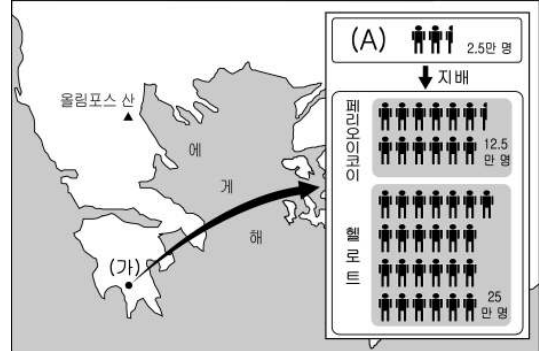 올림포스 산
에
게
해
(가)
(A)
2.5만 명
지배
페리오이코이
12.5
만 명
헬로트
25
만 명